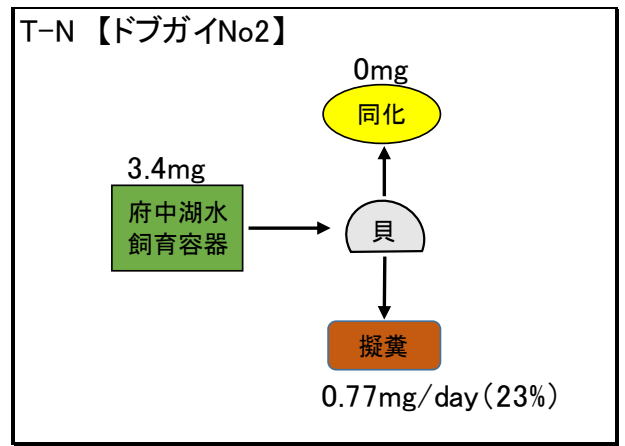 T-N 【ドブガイNo2】
0mg
同化
3.4mg
府中湖水
飼育容器
貝
擬糞
0.77mg/day(23%)